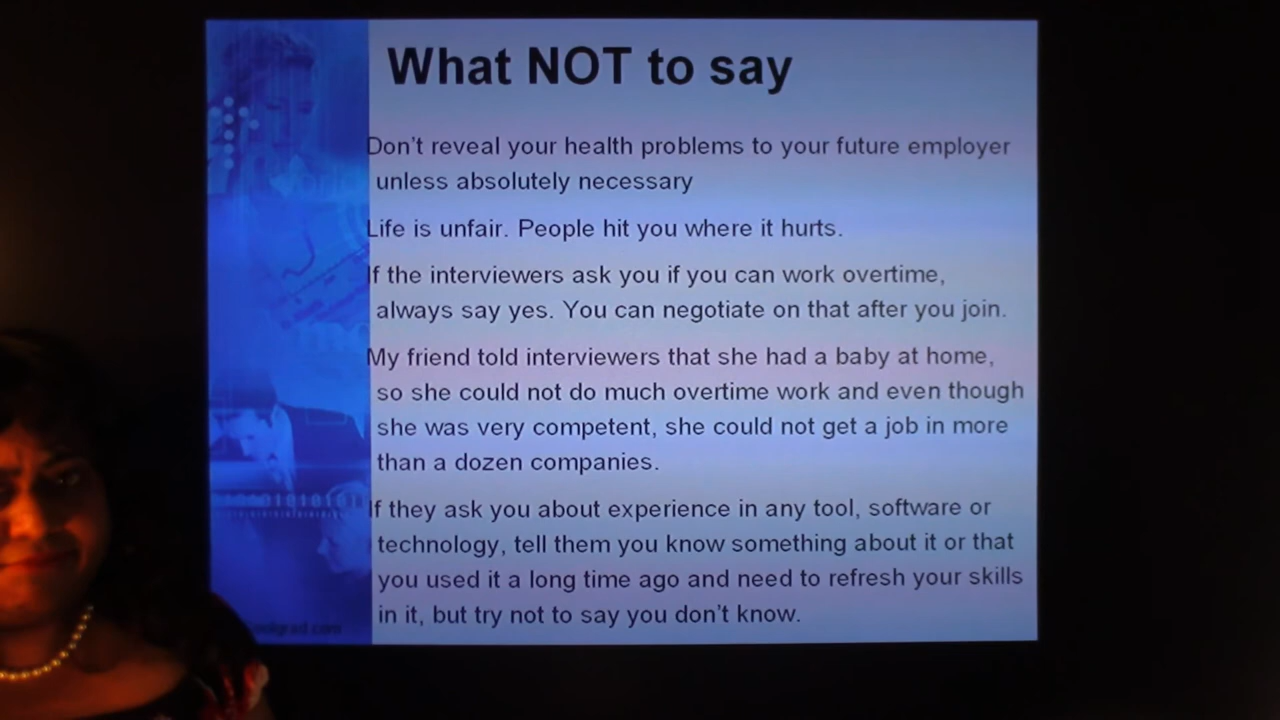 What NOT to say
Don't reveal your health problems to your future employer
unless absolutely necessary
Life is unfair. People hit you where it hurts.
If the interviewers ask you if you can work overtime,
always say yes. You can negotiate on that after you join.
My friend told interviewers that she had a baby at home,
so she could not do much overtime work and even though
she was very competent, she could not get a job in more
than a dozen companies.
If they ask you about experience in any tool, software or
technology, tell them you know something about it or that
you used it a long time ago and need to refresh your skills
in it, but try not to say you don't know.